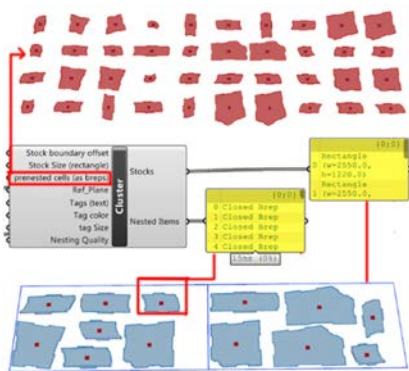 Stock boundary offset
Stock Size (rectangle)
prenested cells (as breps)
Ref_Plane
Tags (text)
Tag color
tag Size
Nesting Quality
Cluster
Stocks
Nested Items
{0;0}
0 Closed Brep
1 Closed Brep
2 Closed Brep
3 Closed Brep
4 Closed Brep
15ms (0%)
{0;0}
Rectangle
0 (w=2550.0,
h=1220.0)
Rectangle
1 (w=2550.0,